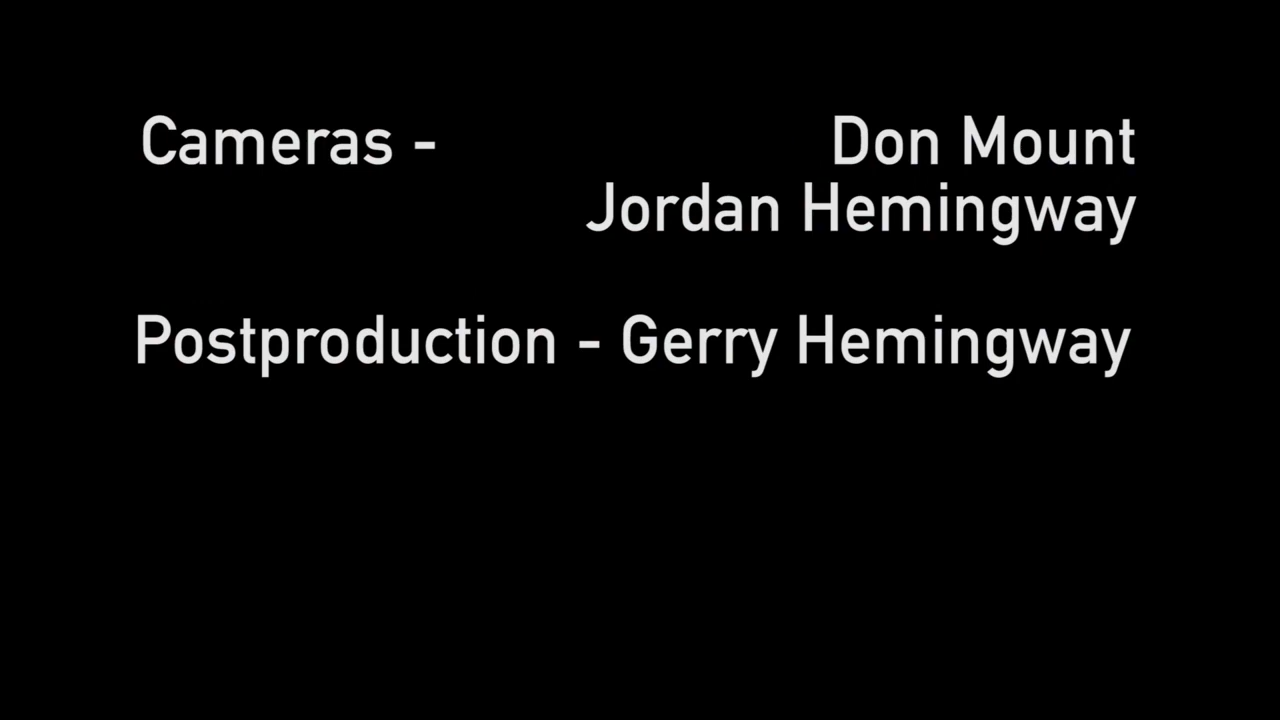 Cameras - Don Mount
Jordan Hemingway
Postproduction - Gerry Hemingway